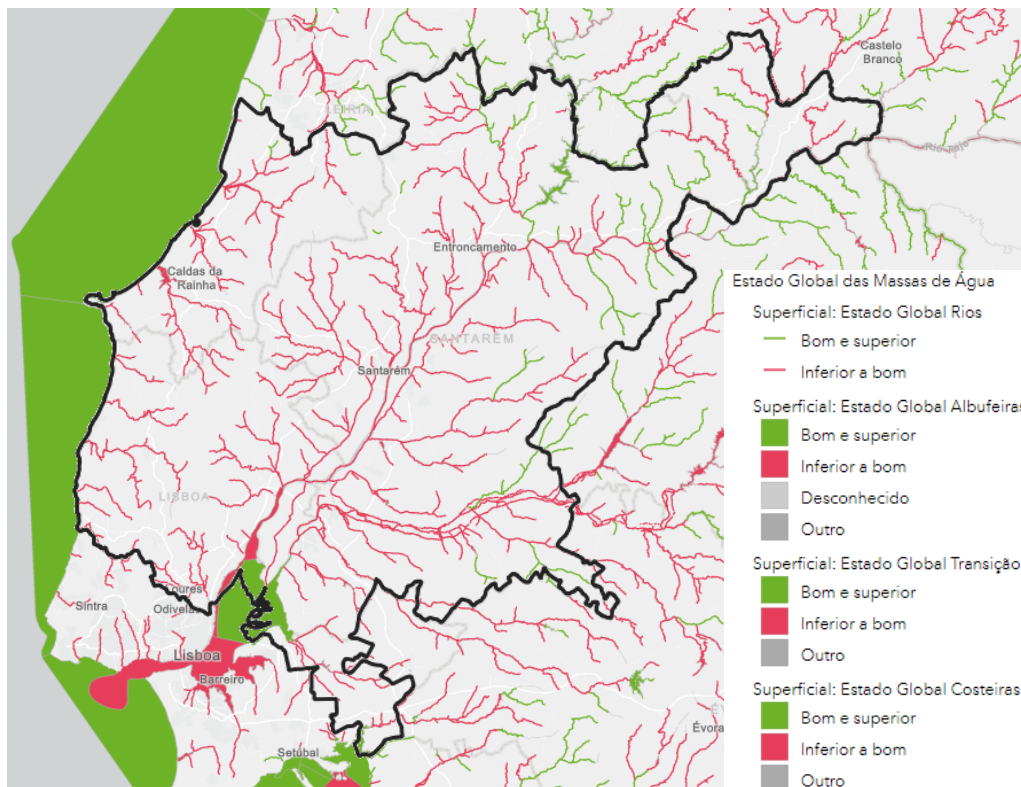 Castelo
Branco
LEIRIA
Rio Tejo
Entroncamento
Caldas da
Rainha
Estado Global das Massas de Água
Superficial: Estado Global Rios
Bom e superior
Inferior a bom
SANTARÉM
Santarém
Superficial: Estado Global Albufeiras
Bom e superior
Inferior a bom
Desconhecido
Outro
LISBOA
Superficial: Estado Global Transição
Bom e superior
Inferior a bom
Outro
Loures
Sintra
Odivelas
Lisboa
Barreiro
Superficial: Estado Global Costeiras
Bom e superior
Inferior a bom
Outro
Évora
Setúbal